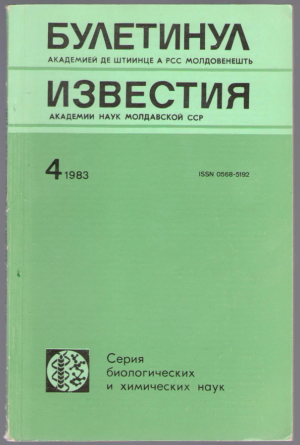 БУЛЕТИНУЛ
АКАДЕМИЕЙ ДЕ ШТИИНЦЕ А РСС МОЛДОВЕНЕШТЬ
ИЗВЕСТИЯ
АКАДЕМИИ НАУК МОЛДАВСКОЙ ССР
4 1983
ISSN 0568-5192
Серия
биологических
и химических наук